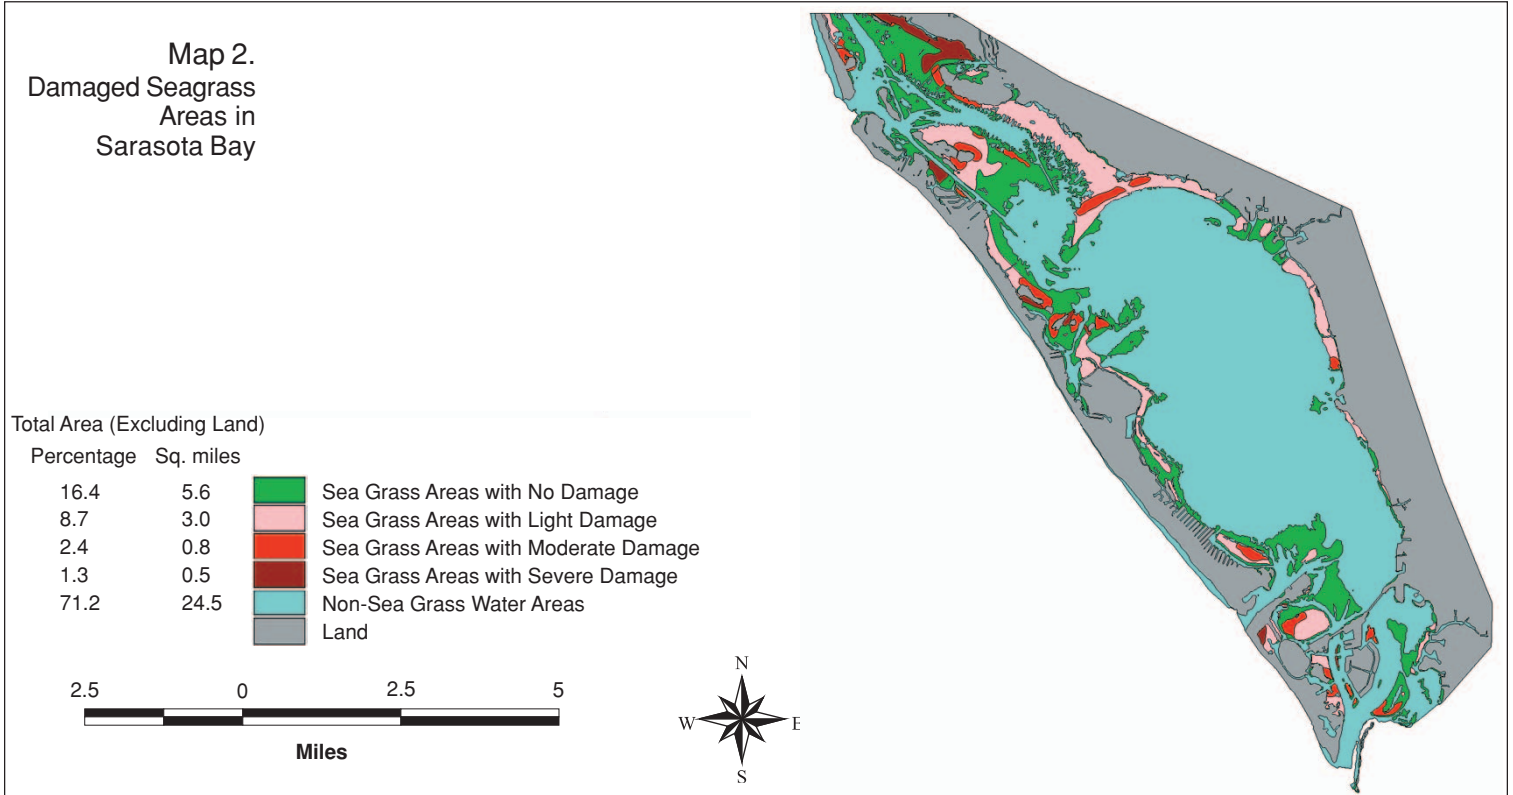 Map 2.
Damaged Seagrass
Areas in
Sarasota Bay
Total Area (Excluding Land)
Percentage Sq. miles
16.4 5.6 Sea Grass Areas with No Damage
8.7 3.0 Sea Grass Areas with Light Damage
2.4 0.8 Sea Grass Areas with Moderate Damage
1.3 0.5 Sea Grass Areas with Severe Damage
71.2 24.5 Non-Sea Grass Water Areas
Land
2.5 0 2.5 5
Miles
N
W E
S